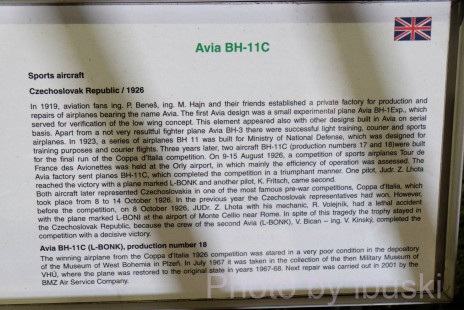 Avia BH-11C
Sports aircraft
Czechoslovak Republic / 1926
In 1919, aviation fans ing. P. Beneš, ing. M. Hajn and their friends established a private factory for production and
repairs of airplanes bearing the name Avia. The first Avia design was a small experimental plane Avia BH-1Exp., which
served for verification of the low wing concept. This element appeared also with other designs built in Avia on serial
basis. Apart from a not very resultful fighter plane Avia BH-3 there were successful light training, courier and sports
airplanes. In 1923, a series of airplanes BH 11 was built for Ministry of National Defense, which was designed for
training purposes and courier flights. Three years later, two aircraft BH-11C (production numbers 17 and 18)were built
for the final run of the Coppa d'Italia competition. On 9-15 August 1926, a competition of sports airplanes Tour de
France des Avionettes was held at the Orly airport, in which mainly the efficiency of operation was assessed. The
Avia factory sent planes BH-11C, which completed the competition in a triumphant manner. One pilot, Judr. Z. Lhota
reached the victory with a plane marked L-BONK and another pilot, K. Fritsch, came second.
Both aircraft later represented Czechoslovakia in one of the most famous pre-war competitions, Coppa d'Italia, which
took place from 8 to 14 October 1926. In previous year the Czechoslovak representatives had won. However,
before the competition, on 8 October 1926, JUDr. Z. Lhota with his mechanic, R. Volejník, had a lethal accident
with the plane marked L-BONI at the airport of Monte Cellio near Rome. In spite of this tragedy the trophy stayed in
the Czechoslovak Republic, because the crew of the second Avia (L-BONK), V. Bican – ing. V. Kinský, completed the
competition with a decisive victory.
Avia BH-11C (L-BONK), production number 18
The winning airplane from the Coppa d'Italia 1926 competition was stared in a very poor condition in the depository
of the Museum of West Bohemia in Plzeň. In July 1967 it was taken in the collection of the then Military Museum of
VHÚ, where the plane was restored to the original state in years 1967-68. Next repair was carried out in 2001 by the
BMZ Air Service Company.
Photo by ibuski